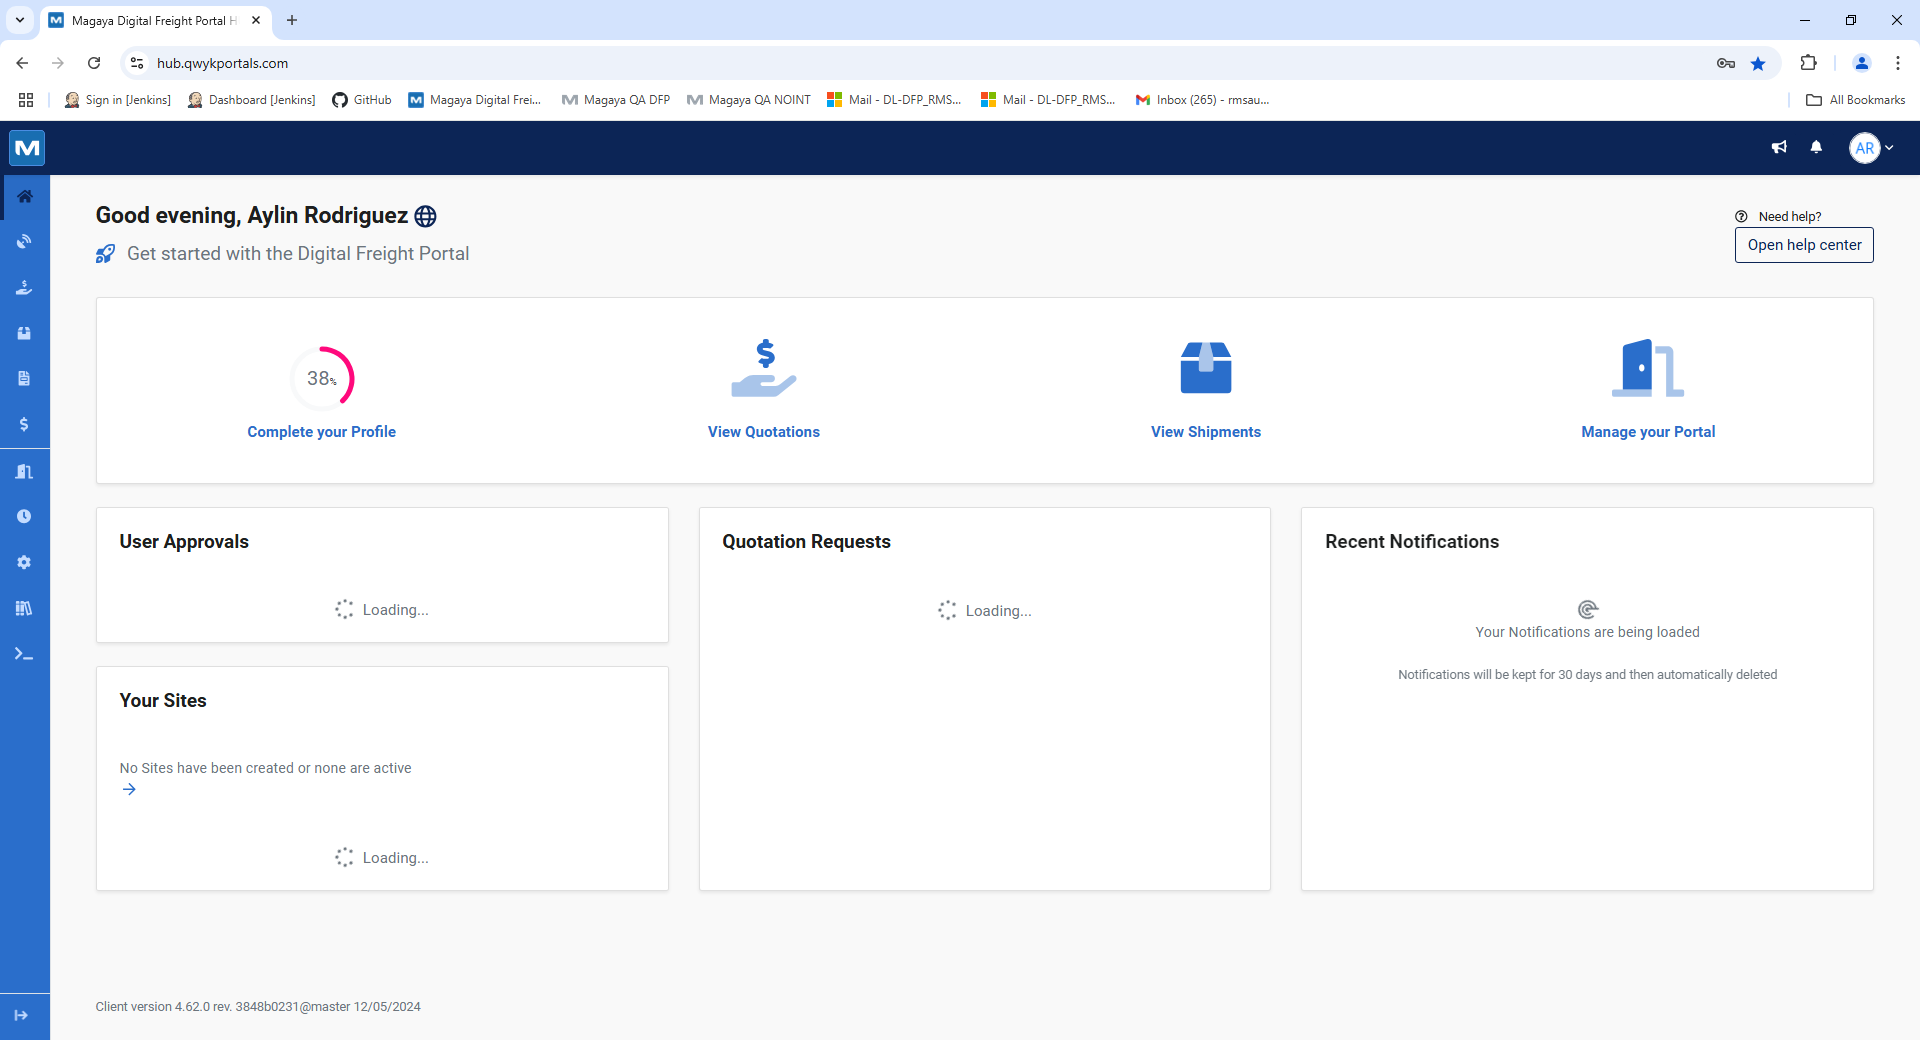 Magaya Digital Freight Portal H
hub.qwykportals.com
Sign in [Jenkins]
Dashboard [Jenkins]
GitHub
Magaya Digital Frei...
Magaya QA DFP
Magaya QA NOINT
Mail - DL-DFP_RMS...
Mail - DL-DFP_RMS...
Inbox (265) - rmsau...
All Bookmarks
AR
Good evening, Aylin Rodriguez
Get started with the Digital Freight Portal
Need help?
Open help center
38%
Complete your Profile
View Quotations
View Shipments
Manage your Portal
User Approvals
Loading...
Quotation Requests
Loading...
Recent Notifications
Your Notifications are being loaded
Notifications will be kept for 30 days and then automatically deleted
Your Sites
No Sites have been created or none are active
Loading...
Client version 4.62.0 rev. 3848b0231@master 12/05/2024